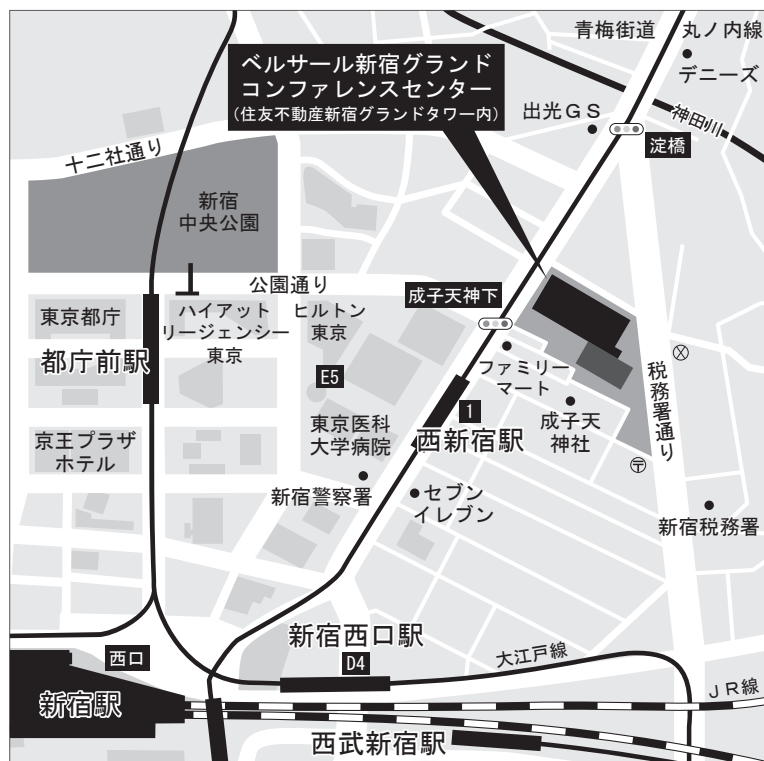 青梅街道
丸ノ内線
デニーズ
ベルサール新宿グランド
コンファレンスセンター
(住友不動産新宿グランドタワー内)
出光GS
神田川
淀橋
十二社通り
新宿
中央公園
公園通り
成子天神下
東京都庁
ハイアット
リージェンシー
東京
ヒルトン
東京
都庁前駅
E5
ファミリー
マート
税務署通り
1
成子天
神社
東京医科
大学病院
西新宿駅
京王プラザ
ホテル
〒
新宿警察署
セブン
イレブン
新宿税務署
新宿西口駅
西口
D4
大江戸線
新宿駅
JR線
西武新宿駅